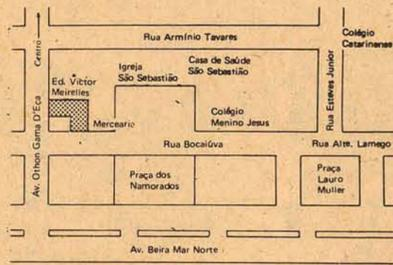 Rua Armínio Tavares
Colégio
Catarinense
Centro
Igreja
São Sebastião
Casa de Saúde
São Sebastião
Ed. Victor
Meirelles
Rua Esteves Junior
Mercearia
Colégio
Menino Jesus
Av. Othon Gama D'Eça
Rua Bocaiúva
Rua Alte. Lamego
Praça dos
Namorados
Praça
Lauro
Muller
Av. Beira Mar Norte